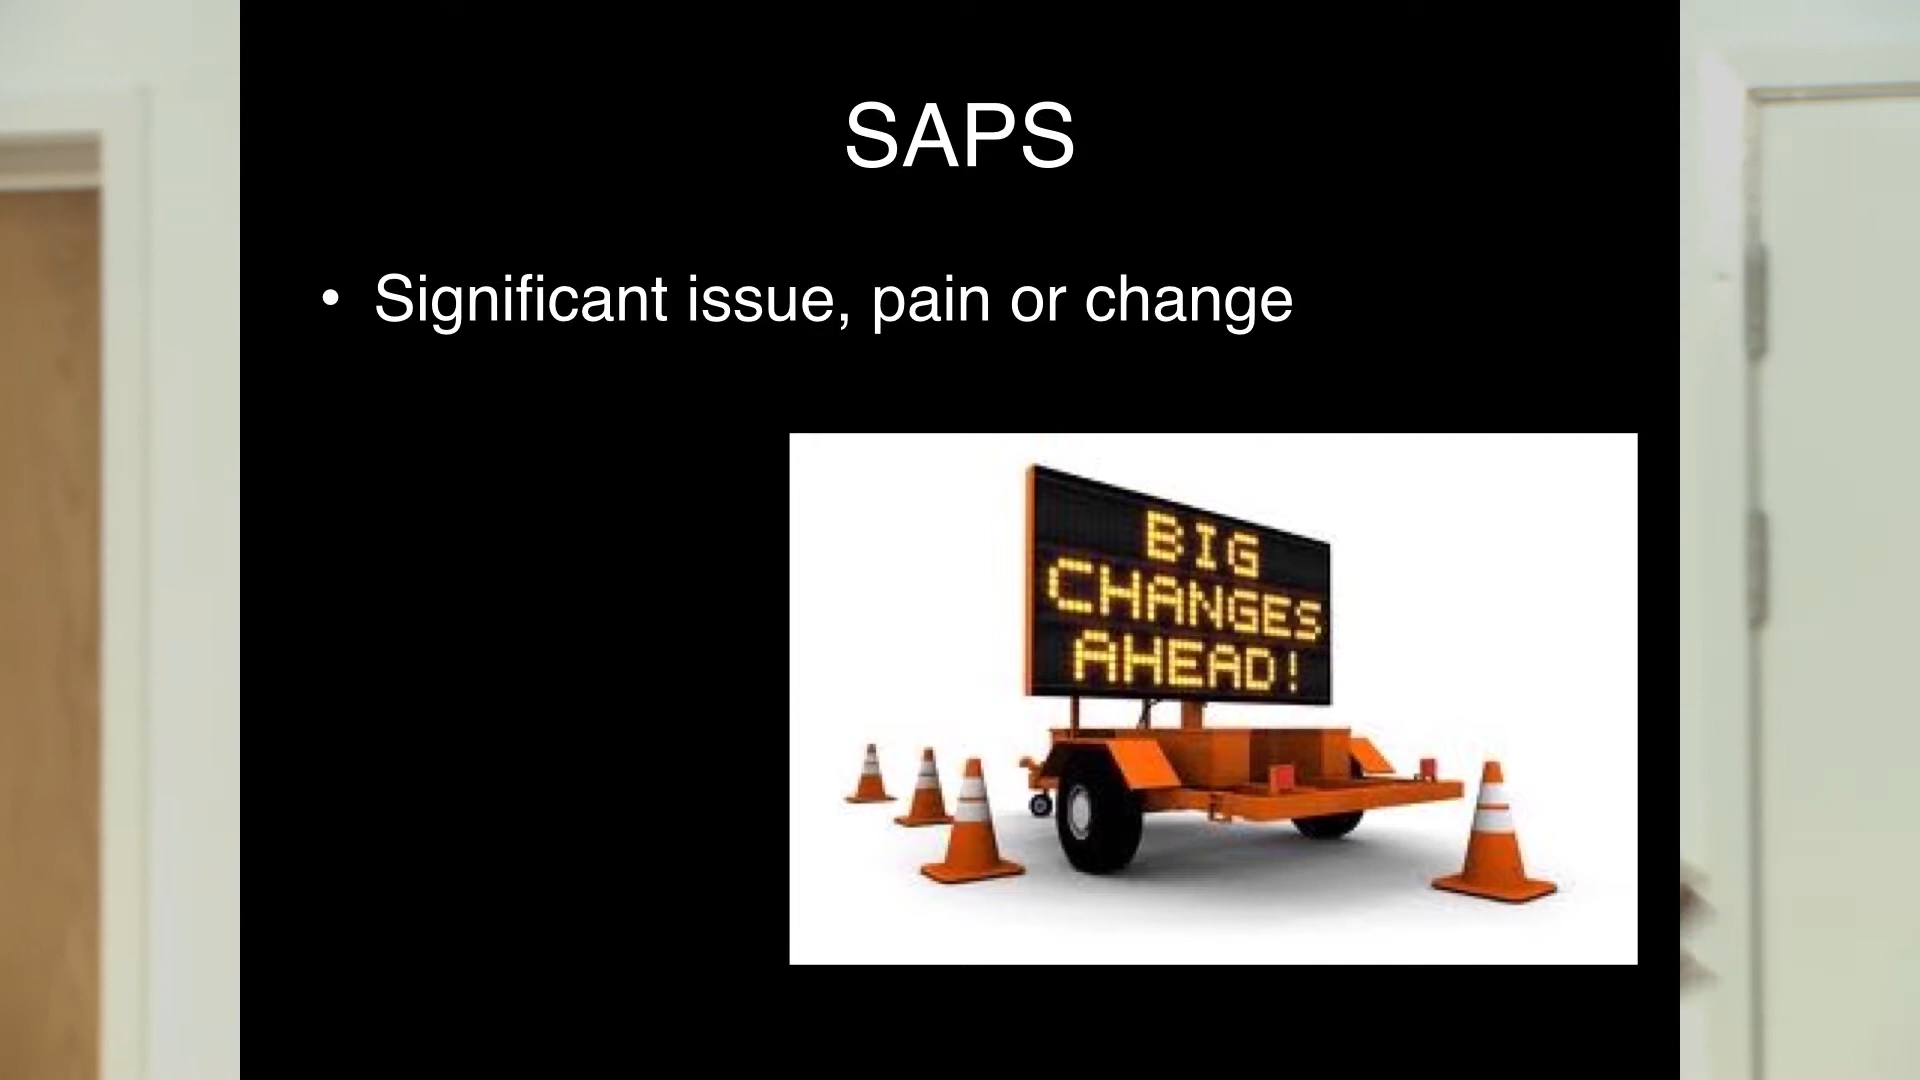 SAPS
• Significant issue, pain or change
BIG
CHANGES
AHEAD!